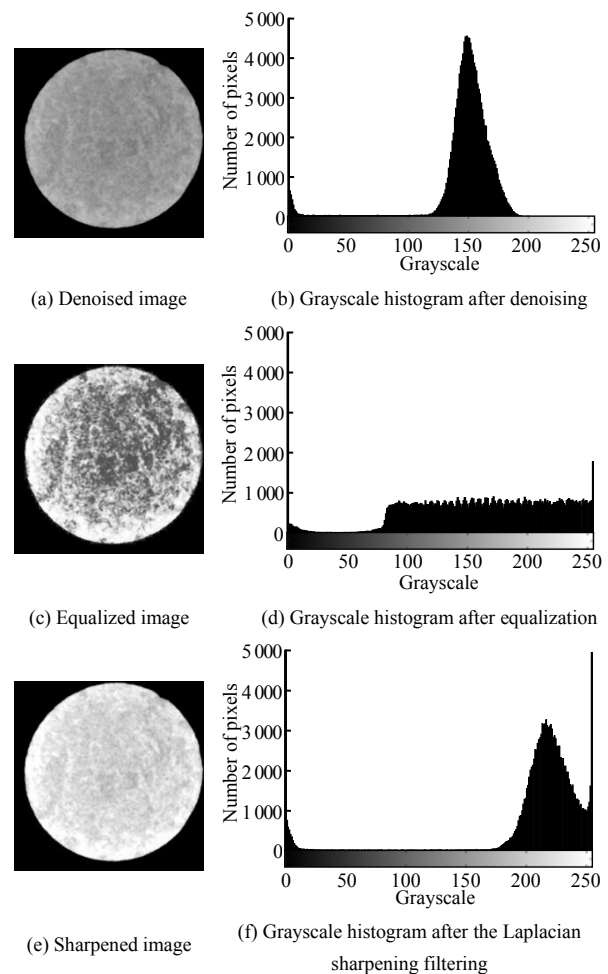 5 000
4 000
3 000
2 000
1 000
0
Number of pixels
0 50 100 150 200 250
Grayscale
(a) Denoised image
(b) Grayscale histogram after denoising
5 000
4 000
3 000
2 000
1 000
0
Number of pixels
0 50 100 150 200 250
Grayscale
(c) Equalized image
(d) Grayscale histogram after equalization
5 000
4 000
3 000
2 000
1 000
0
Number of pixels
0 50 100 150 200 250
Grayscale
(e) Sharpened image
(f) Grayscale histogram after the Laplacian
sharpening filtering